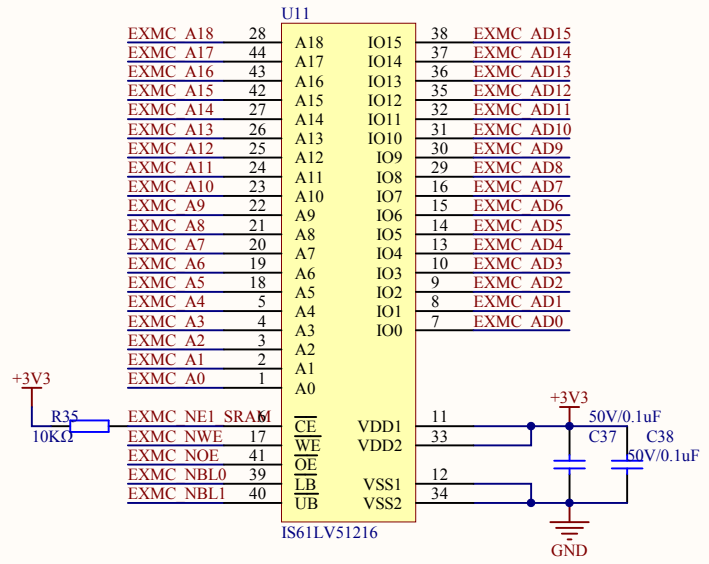 U11
EXMC_A18 28 A18 IO15 38 EXMC_AD15
EXMC_A17 44 A17 IO14 37 EXMC_AD14
EXMC_A16 43 A16 IO13 36 EXMC_AD13
EXMC_A15 42 A15 IO12 35 EXMC_AD12
EXMC_A14 27 A14 IO11 32 EXMC_AD11
EXMC_A13 26 A13 IO10 31 EXMC_AD10
EXMC_A12 25 A12 IO9 30 EXMC_AD9
EXMC_A11 24 A11 IO8 29 EXMC_AD8
EXMC_A10 23 A10 IO7 16 EXMC_AD7
EXMC_A9 22 A9 IO6 15 EXMC_AD6
EXMC_A8 21 A8 IO5 14 EXMC_AD5
EXMC_A7 20 A7 IO4 13 EXMC_AD4
EXMC_A6 19 A6 IO3 10 EXMC_AD3
EXMC_A5 18 A5 IO2 9 EXMC_AD2
EXMC_A4 5 A4 IO1 8 EXMC_AD1
EXMC_A3 4 A3 IO0 7 EXMC_AD0
EXMC_A2 3 A2
EXMC_A1 2 A1
EXMC_A0 1 A0
+3V3
+3V3
R35 EXMC_NE1_SRAM 6 CE VDD1 11 50V/0.1uF
10KΩ EXMC_NWE 17 WE VDD2 33 C37 C38
EXMC_NOE 41 OE 50V/0.1uF
EXMC_NBL0 39 LB VSS1 12
EXMC_NBL1 40 UB VSS2 34
IS61LV51216
GND